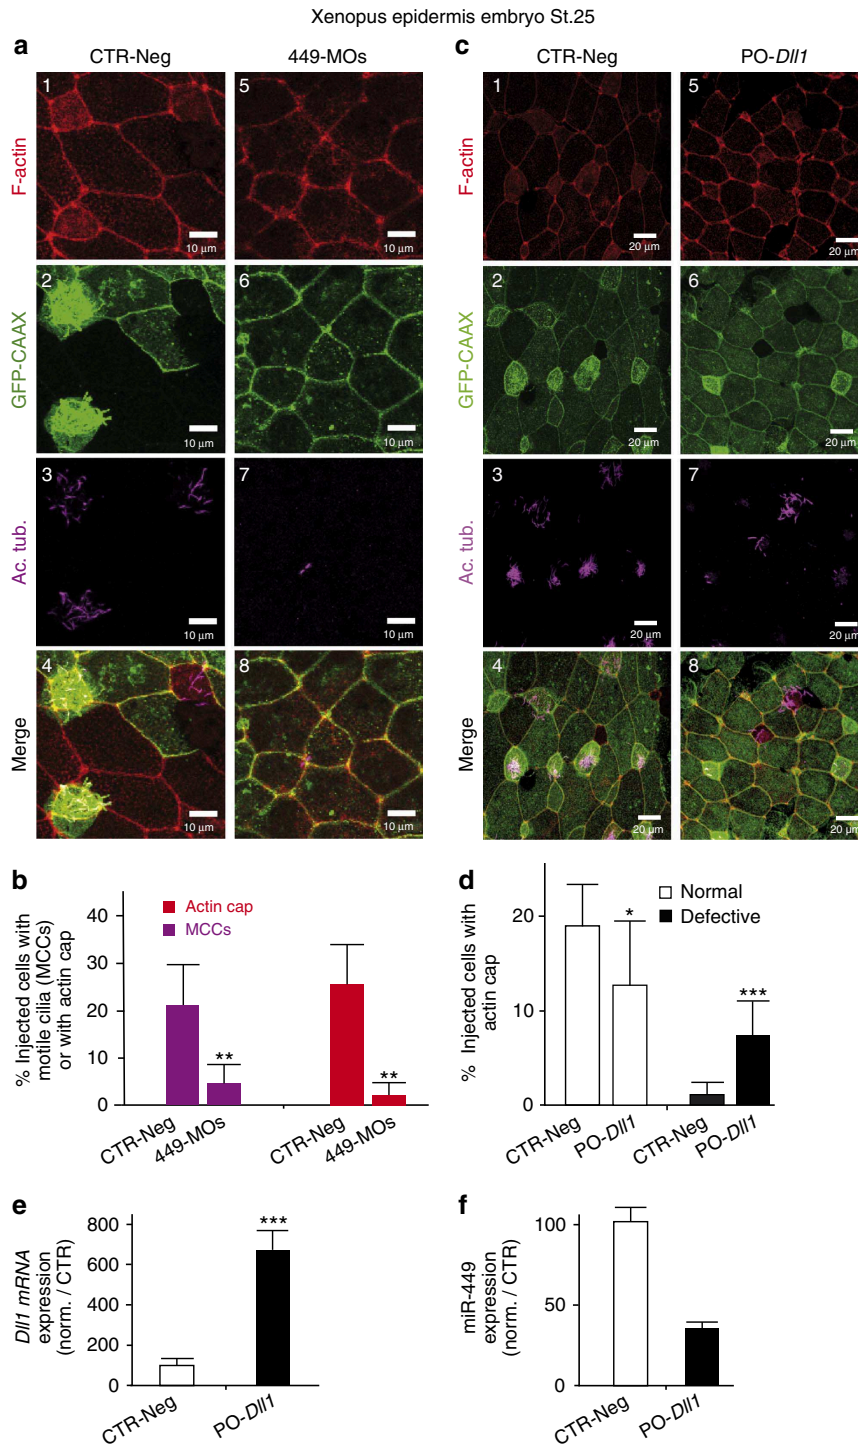 Xenopus epidermis embryo St.25
a
CTR-Neg
449-MOs
F-actin
1
10 µm
5
10 µm
GFP-CAAX
2
10 µm
6
10 µm
Ac. tub.
3
10 µm
7
10 µm
Merge
4
10 µm
8
10 µm
c
CTR-Neg
PO-Dll1
F-actin
1
20 µm
5
20 µm
GFP-CAAX
2
20 µm
6
20 µm
Ac. tub.
3
20 µm
7
20 µm
Merge
4
20 µm
8
20 µm
b
% Injected cells with
motile cilia (MCCs)
or with actin cap
40
30
20
10
0
Actin cap
MCCs
**
**
CTR-Neg
449-MOs
CTR-Neg
449-MOs
d
% Injected cells with
actin cap
20
10
0
Normal
Defective
*
***
CTR-Neg
PO-Dll1
CTR-Neg
PO-Dll1
e
Dll1 mRNA
expression
(norm. / CTR)
800
600
400
200
0
***
CTR-Neg
PO-Dll1
f
miR-449
expression
(norm. / CTR)
100
50
0
CTR-Neg
PO-Dll1